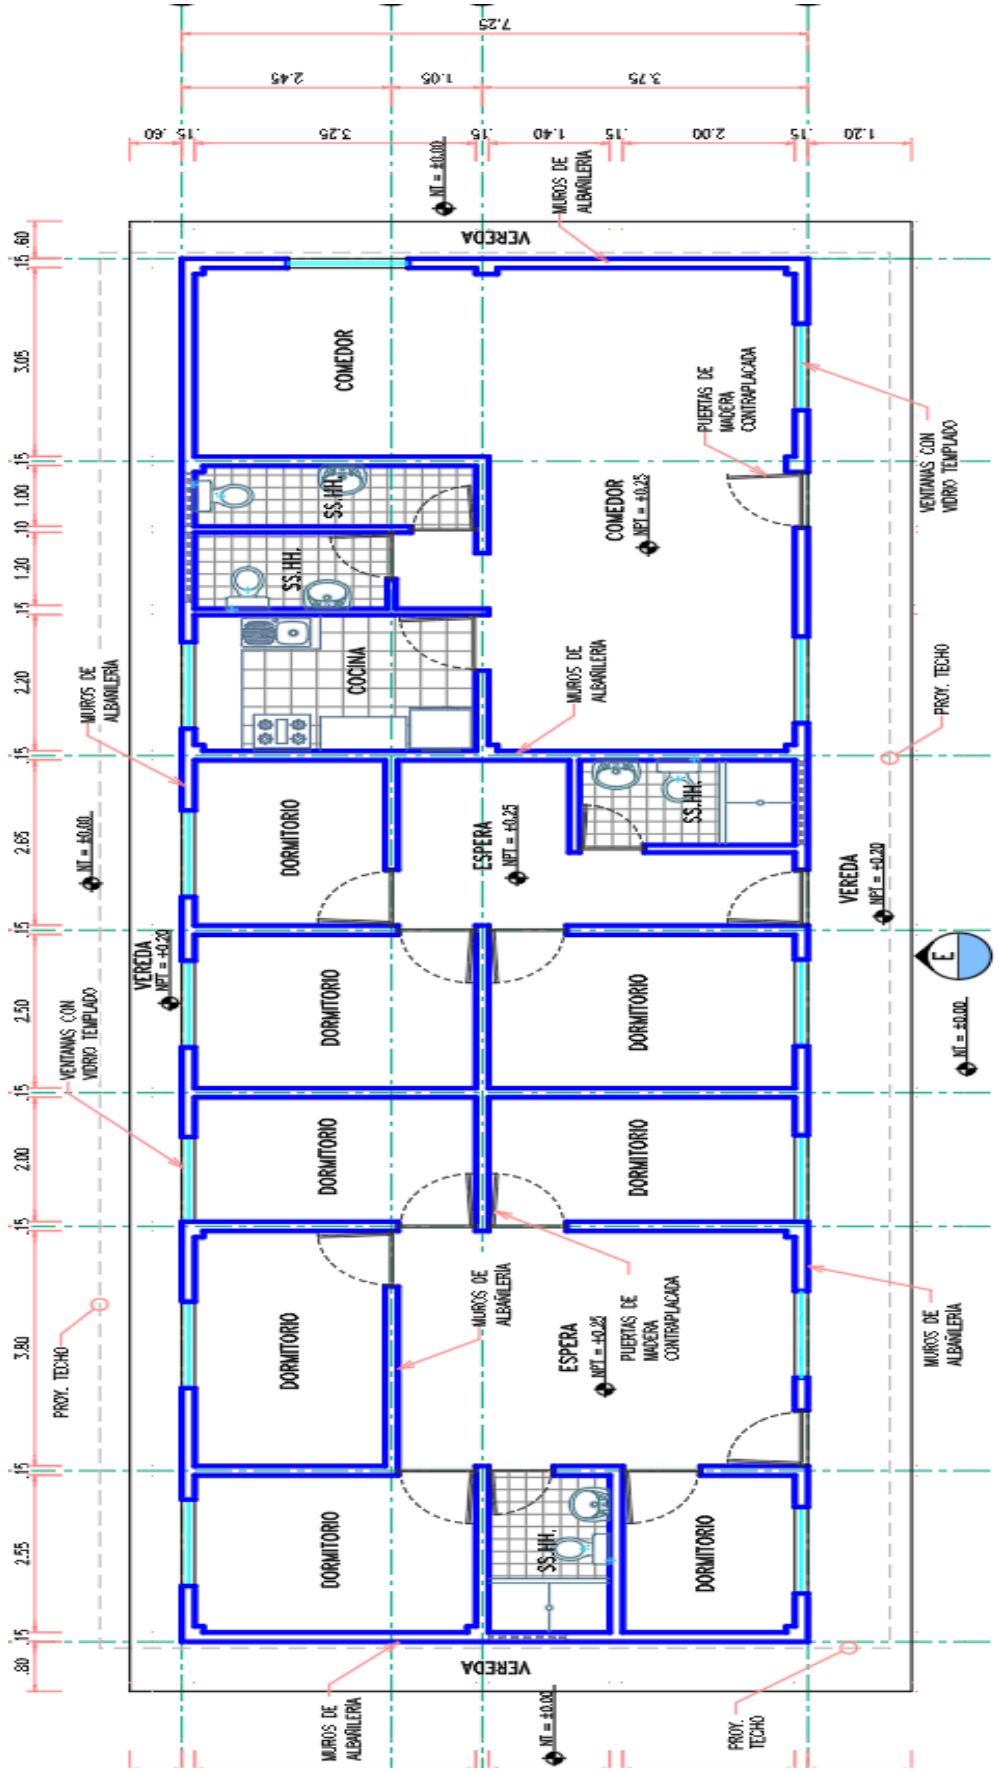 7.25
2.45
1.05
3.75
.60
.15
3.25
.15
1.40
.15
2.00
.15
1.20
NT = ±0.00
MUROS DE
ALBAÑILERIA
VEREDA
.60
.15
3.05
.15
1.00
.10
1.20
.15
2.20
.15
2.65
.15
2.50
.15
2.00
.15
3.80
.15
2.55
.15
.80
COMEDOR
PUERTAS DE
MADERA
CONTRAPLACADA
VENTANAS CON
VIDRIO TEMPLADO
SS.HH.
COMEDOR
NPT = ±0.25
SS.HH.
MUROS DE
ALBAÑILERIA
COCINA
MUROS DE
ALBAÑILERIA
PROY. TECHO
NT = ±0.00
DORMITORIO
ESPERA
NPT = ±0.25
SS.HH.
VEREDA
NPT = ±0.20
VEREDA
NPT = ±0.20
E
VENTANAS CON
VIDRIO TEMPLADO
DORMITORIO
DORMITORIO
NT = ±0.00
DORMITORIO
DORMITORIO
MUROS DE
ALBAÑILERIA
PROY. TECHO
DORMITORIO
ESPERA
NPT = ±0.25
PUERTAS DE
MADERA
CONTRAPLACADA
MUROS DE
ALBAÑILERIA
DORMITORIO
SS.HH.
DORMITORIO
VEREDA
MUROS DE
ALBAÑILERIA
NT = ±0.00
PROY.
TECHO